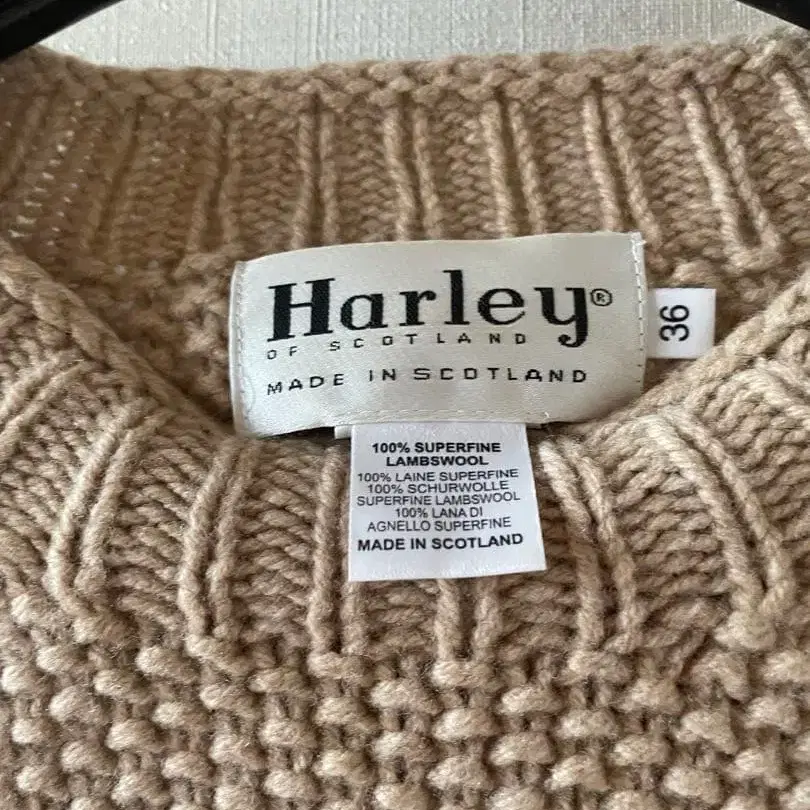 Harley®
OF SCOTLAND
MADE IN SCOTLAND
36
100% SUPERFINE
LAMBSWOOL
100% LAINE SUPERFINE
100% SCHURWOLLE
SUPERFINE LAMBSWOOL
100% LANA DI
AGNELLO SUPERFINE
MADE IN SCOTLAND